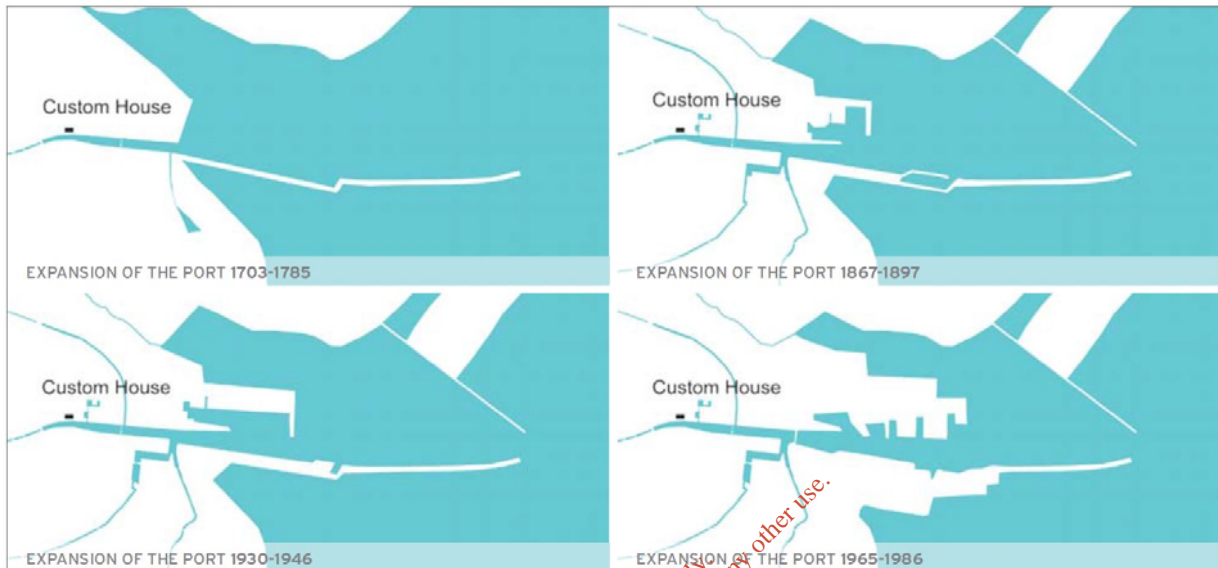 Custom House
EXPANSION OF THE PORT 1703-1785
Custom House
EXPANSION OF THE PORT 1867-1897
Custom House
EXPANSION OF THE PORT 1930-1946
Custom House
EXPANSION OF THE PORT 1965-1986
other use.